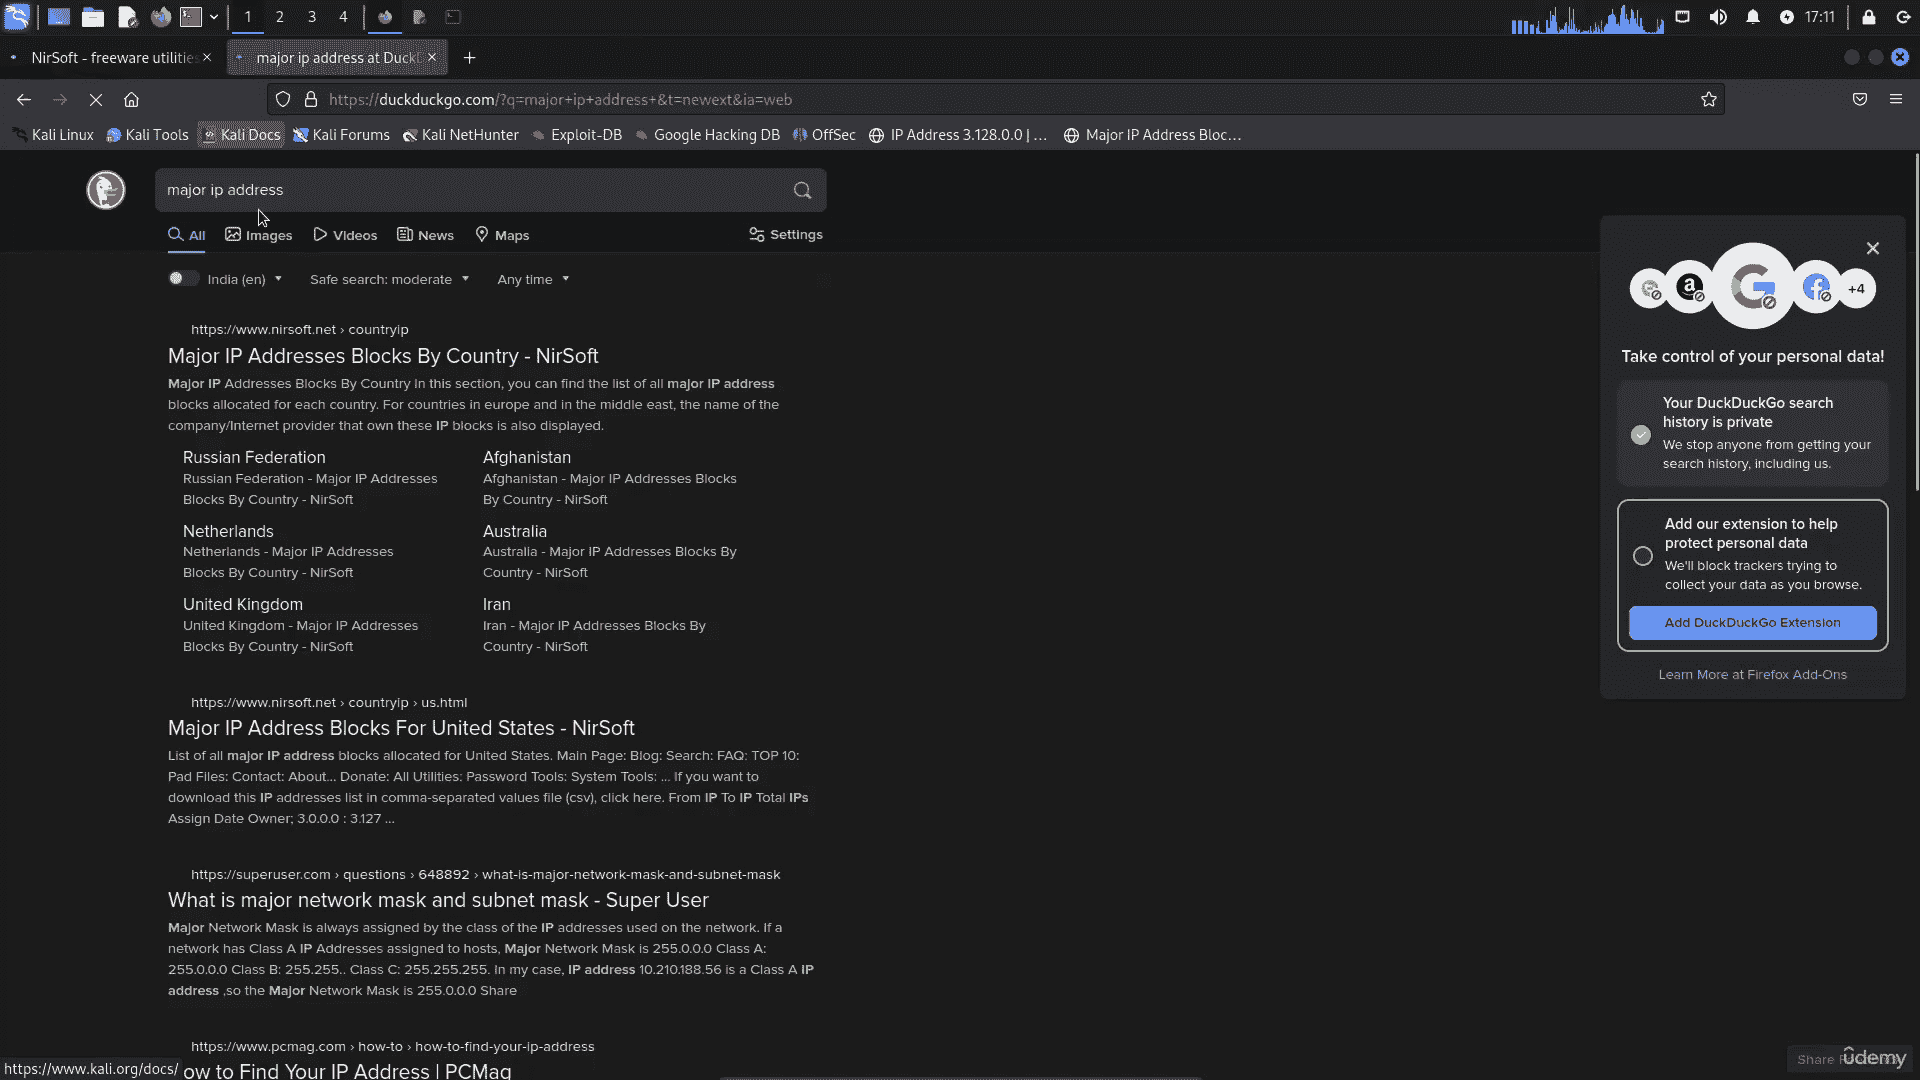 1 2 3 4 17:11
NirSoft - freeware utilities
major ip address at DuckD
https://duckduckgo.com/?q=major+ip+address+&t=newext&ia=web
Kali Linux Kali Tools Kali Docs Kali Forums Kali NetHunter Exploit-DB Google Hacking DB OffSec IP Address 3.128.0.0 | ... Major IP Address Bloc...
major ip address
All Images Videos News Maps Settings
India (en) Safe search: moderate Any time
https://www.nirsoft.net › countryip
Major IP Addresses Blocks By Country - NirSoft
Major IP Addresses Blocks By Country In this section, you can find the list of all major IP address
blocks allocated for each country. For countries in europe and in the middle east, the name of the
company/Internet provider that own these IP blocks is also displayed.
Russian Federation
Russian Federation - Major IP Addresses
Blocks By Country - NirSoft
Afghanistan
Afghanistan - Major IP Addresses Blocks
By Country - NirSoft
Netherlands
Netherlands - Major IP Addresses
Blocks By Country - NirSoft
Australia
Australia - Major IP Addresses Blocks By
Country - NirSoft
United Kingdom
United Kingdom - Major IP Addresses
Blocks By Country - NirSoft
Iran
Iran - Major IP Addresses Blocks By
Country - NirSoft
https://www.nirsoft.net › countryip › us.html
Major IP Address Blocks For United States - NirSoft
List of all major IP address blocks allocated for United States. Main Page: Blog: Search: FAQ: TOP 10:
Pad Files: Contact: About... Donate: All Utilities: Password Tools: System Tools: ... If you want to
download this IP addresses list in comma-separated values file (csv), click here. From IP To IP Total IPs
Assign Date Owner; 3.0.0.0 : 3.127 ...
https://superuser.com › questions › 648892 › what-is-major-network-mask-and-subnet-mask
What is major network mask and subnet mask - Super User
Major Network Mask is always assigned by the class of the IP addresses used on the network. If a
network has Class A IP Addresses assigned to hosts, Major Network Mask is 255.0.0.0 Class A:
255.0.0.0 Class B: 255.255.. Class C: 255.255.255. In my case, IP address 10.210.188.56 is a Class A IP
address ,so the Major Network Mask is 255.0.0.0 Share
https://www.pcmag.com › how-to › how-to-find-your-ip-address
ow to Find Your IP Address | PCMag
https://www.kali.org/docs/
+4
Take control of your personal data!
Your DuckDuckGo search
history is private
We stop anyone from getting your
search history, including us.
Add our extension to help
protect personal data
We'll block trackers trying to
collect your data as you browse.
Add DuckDuckGo Extension
Learn More at Firefox Add-Ons
Share
ûdemy